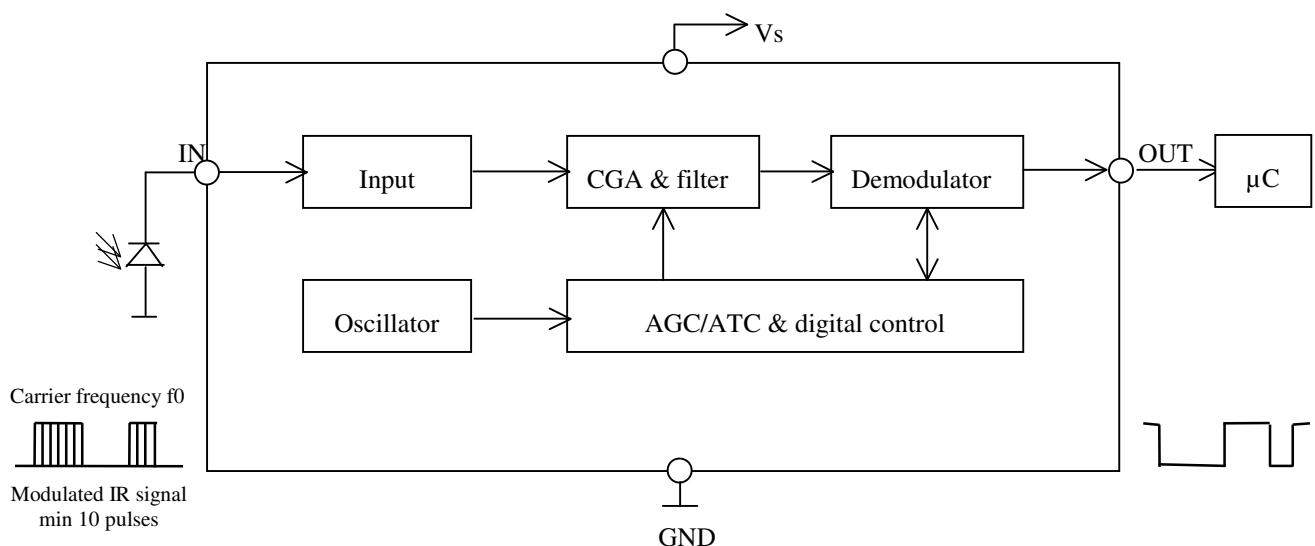 Vs
IN
OUT
Input
CGA & filter
Demodulator
µC
Oscillator
AGC/ATC & digital control
Carrier frequency f0
Modulated IR signal
min 10 pulses
GND